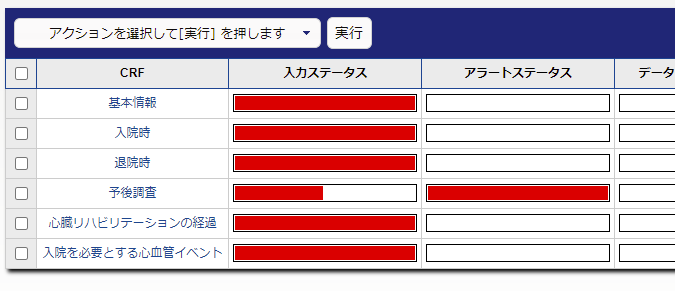 アクションを選択して[実行] を押します 実行
CRF 入力ステータス アラートステータス データ
基本情報
入院時
退院時
予後調査
心臓リハビリテーションの経過
入院を必要とする心血管イベント